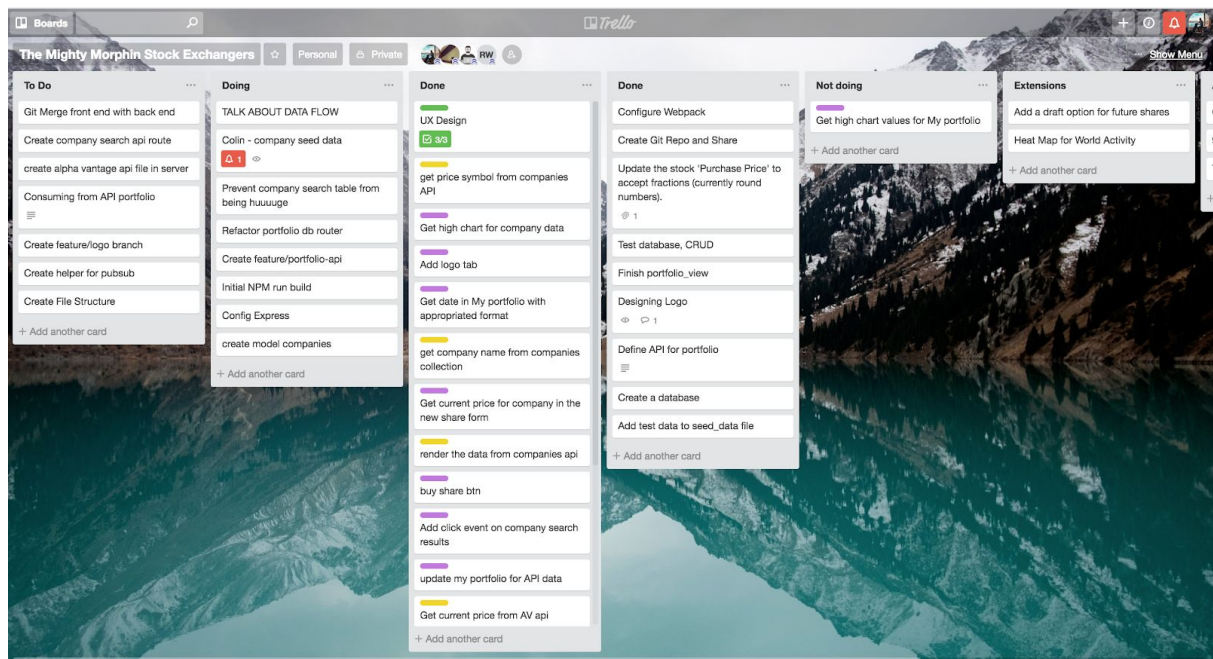 Boards
Trello
The Mighty Morphin Stock Exchangers
Personal
Private
RW
Show Menu
To Do
Git Merge front end with back end
Create company search api route
create alpha vantage api file in server
Consuming from API portfolio
Create feature/logo branch
Create helper for pubsub
Create File Structure
+ Add another card
Doing
TALK ABOUT DATA FLOW
Colin - company seed data
1
Prevent company search table from
being huuuuge
Refactor portfolio db router
Create feature/portfolio-api
Initial NPM run build
Config Express
create model companies
+ Add another card
Done
UX Design
3/3
get price symbol from companies
API
Get high chart for company data
Add logo tab
Get date in My portfolio with
appropriated format
get company name from companies
collection
Get current price for company in the
new share form
render the data from companies api
buy share btn
Add click event on company search
results
update my portfolio for API data
Get current price from AV api
+ Add another card
Done
Configure Webpack
Create Git Repo and Share
Update the stock 'Purchase Price' to
accept fractions (currently round
numbers).
1
Test database, CRUD
Finish portfolio_view
Designing Logo
1
Define API for portfolio
Create a database
Add test data to seed_data file
+ Add another card
Not doing
Get high chart values for My portfolio
+ Add another card
Extensions
Add a draft option for future shares
Heat Map for World Activity
+ Add another card